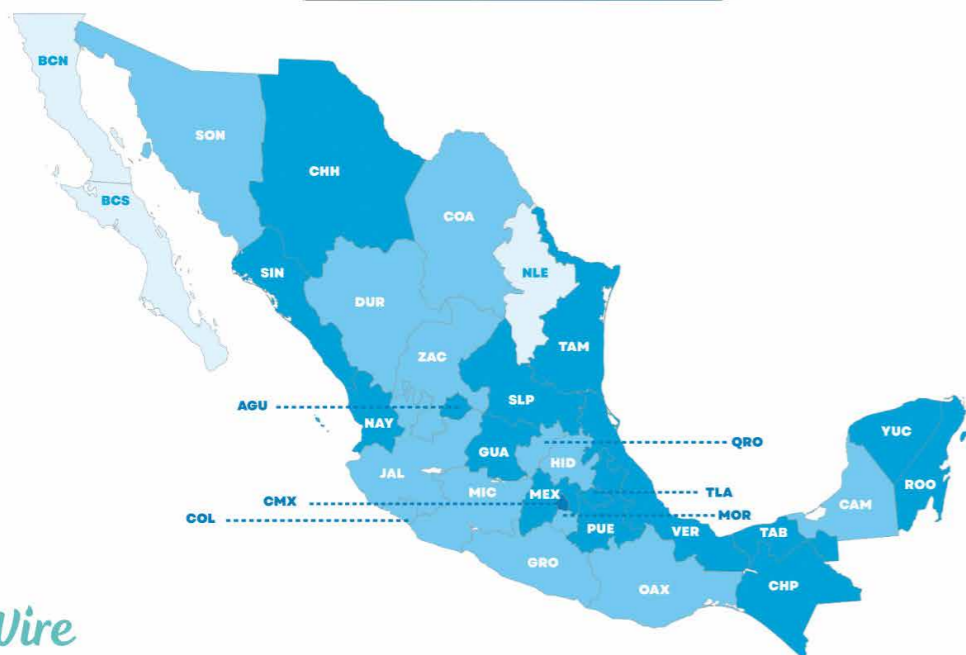 BCN
SON
CHH
BCS
COA
SIN
NLE
DUR
TAM
ZAC
AGU
SLP
NAY
YUC
QRO
GUA
HID
JAL
ROO
MIC
MEX
TLA
CMX
CAM
MOR
COL
PUE
VER
TAB
GRO
OAX
CHP